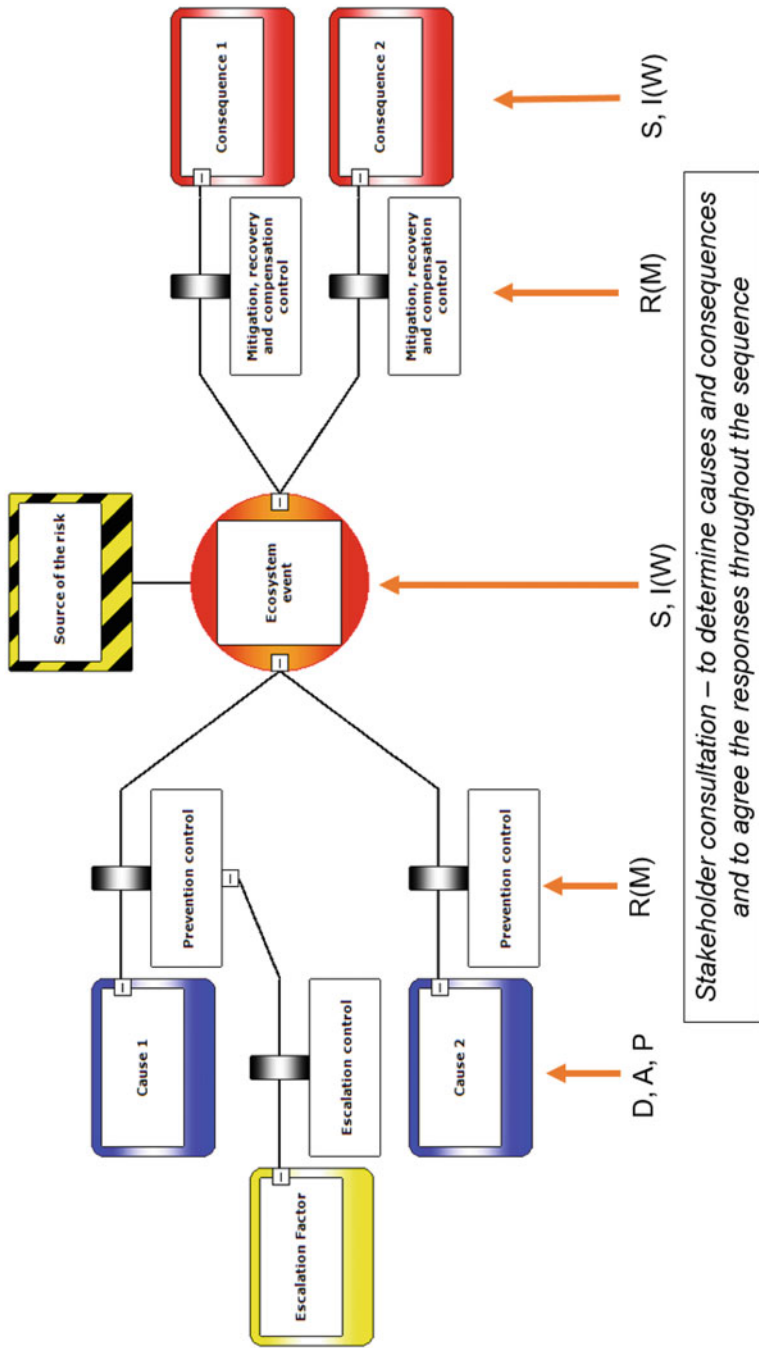 Source of the risk
Cause 1
Prevention control
Escalation Factor
Escalation control
Cause 2
Prevention control
Ecosystem
event
Mitigation, recovery
and compensation
control
Consequence 1
Mitigation, recovery
and compensation
control
Consequence 2
D, A, P
R(M)
S, I(W)
R(M)
S, I(W)
Stakeholder consultation – to determine causes and consequences
and to agree the responses throughout the sequence